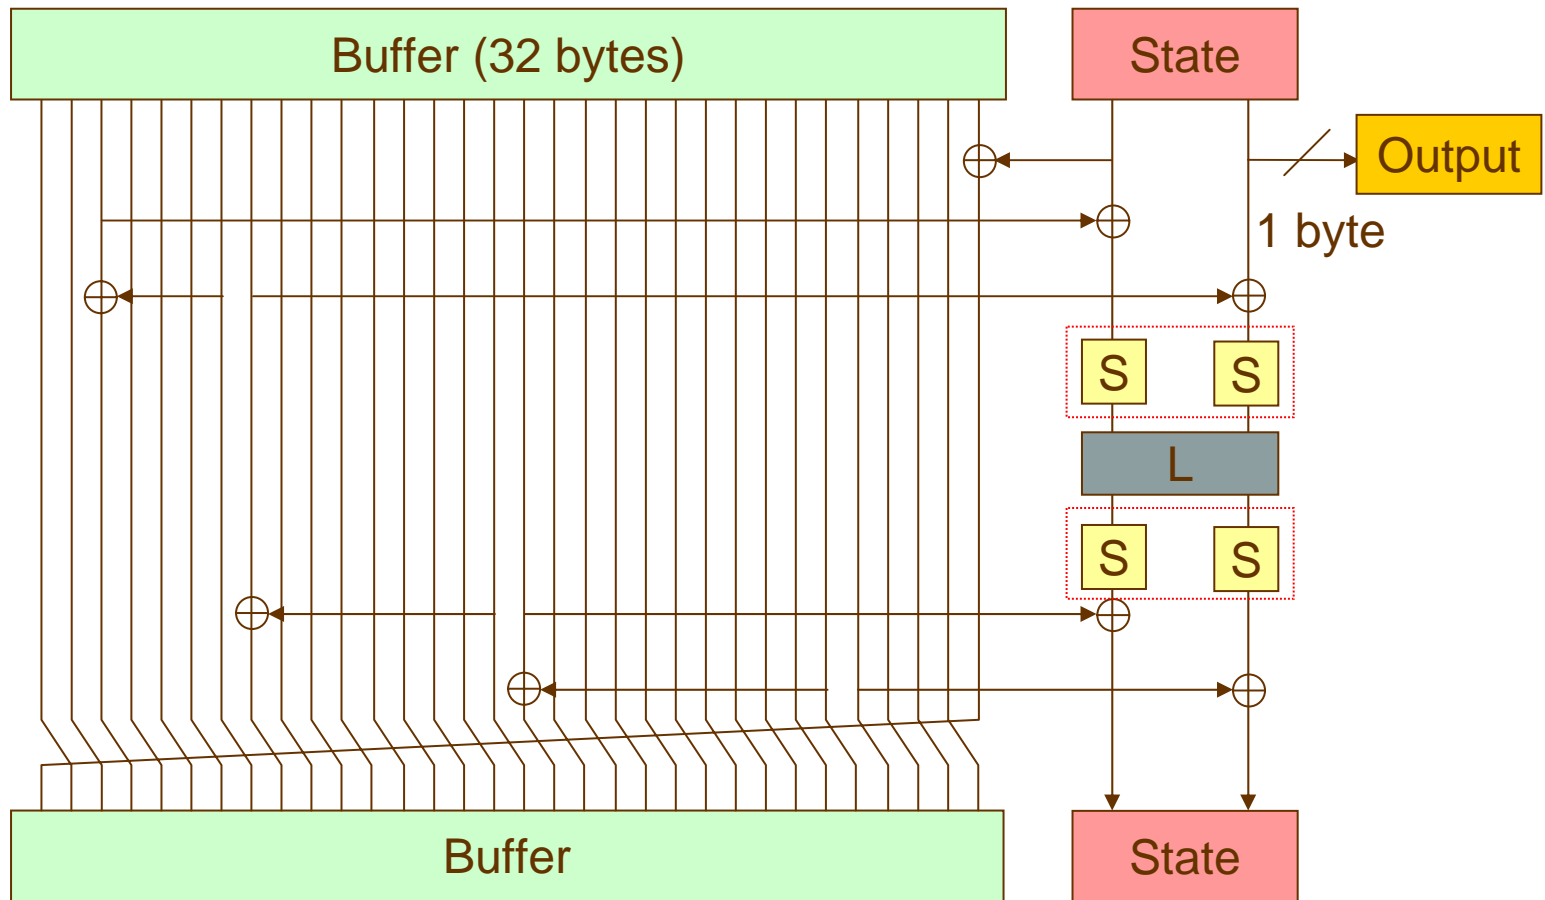 Buffer (32 bytes)
State
Output
1 byte
S
S
L
S
S
Buffer
State